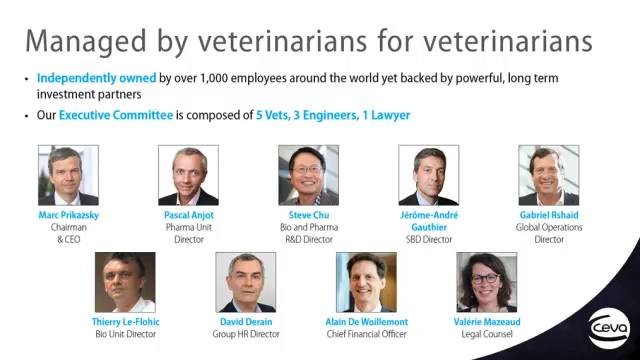 Managed by veterinarians for veterinarians
• Independently owned by over 1,000 employees around the world yet backed by powerful, long term
investment partners
• Our Executive Committee is composed of 5 Vets, 3 Engineers, 1 Lawyer
Marc Prikazsky
Chairman
& CEO
Pascal Anjot
Pharma Unit
Director
Steve Chu
Bio and Pharma
R&D Director
Jérôme-André
Gauthier
SBD Director
Gabriel Rshaid
Global Operations
Director
Thierry Le-Flohic
Bio Unit Director
David Derain
Group HR Director
Alain De Woillemont
Chief Financial Officer
Valérie Mazeaud
Legal Counsel
ceva